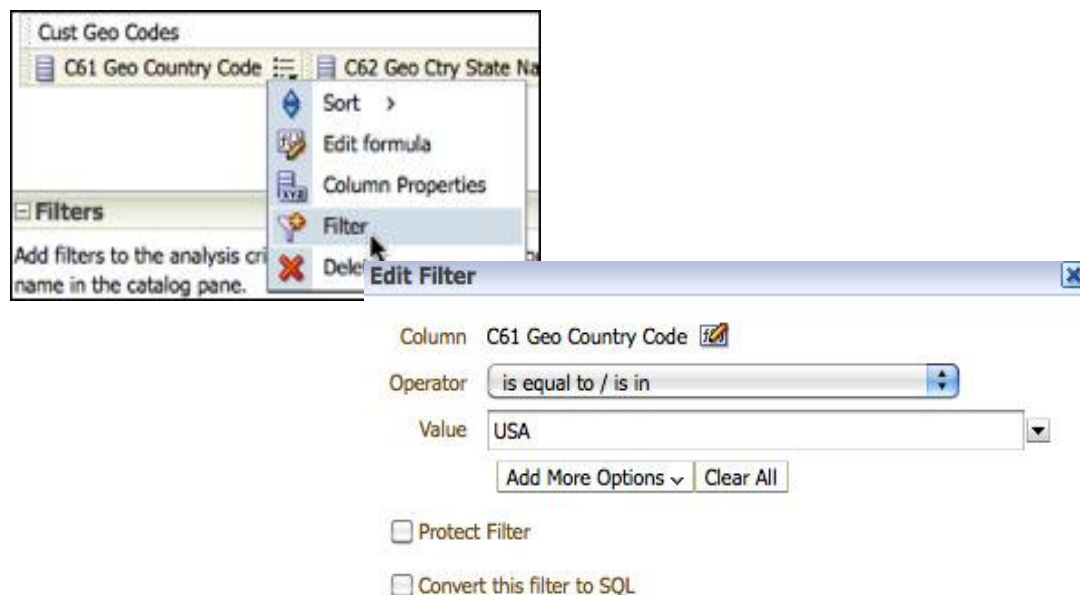 Cust Geo Codes
C61 Geo Country Code C62 Geo Ctry State Na
Sort >
Edit formula
Column Properties
Filters
Filter
Add filters to the analysis cri
name in the catalog pane.
Dele
Edit Filter
Column C61 Geo Country Code
Operator is equal to / is in
Value USA
Add More Options Clear All
Protect Filter
Convert this filter to SQL